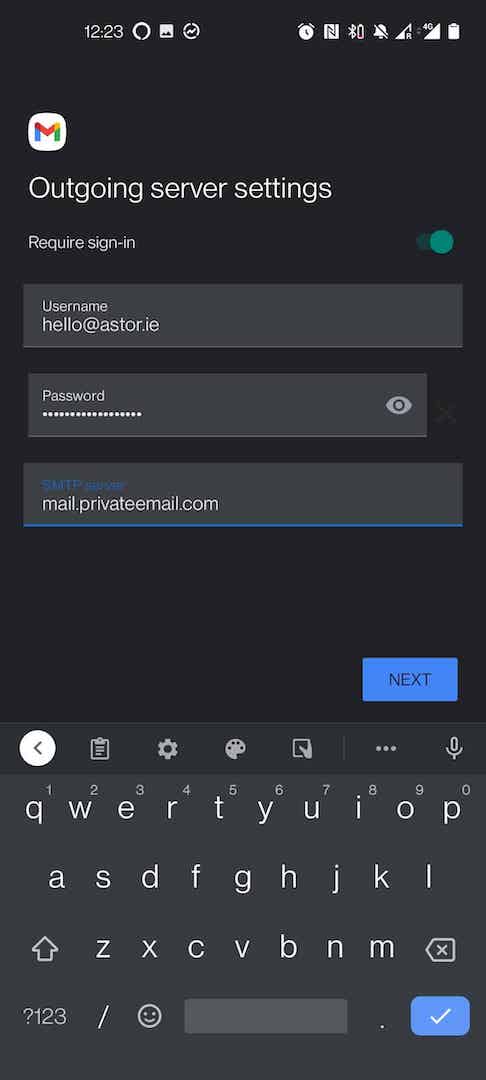 12:23
R
4G
Outgoing server settings
Require sign-in
Username
hello@astor.ie
Password
••••••••••••••••••
SMTP server
mail.privateemail.com
NEXT
1 2 3 4 5 6 7 8 9 0
q w e r t y u i o p
a s d f g h j k l
z x c v b n m
?123 / .